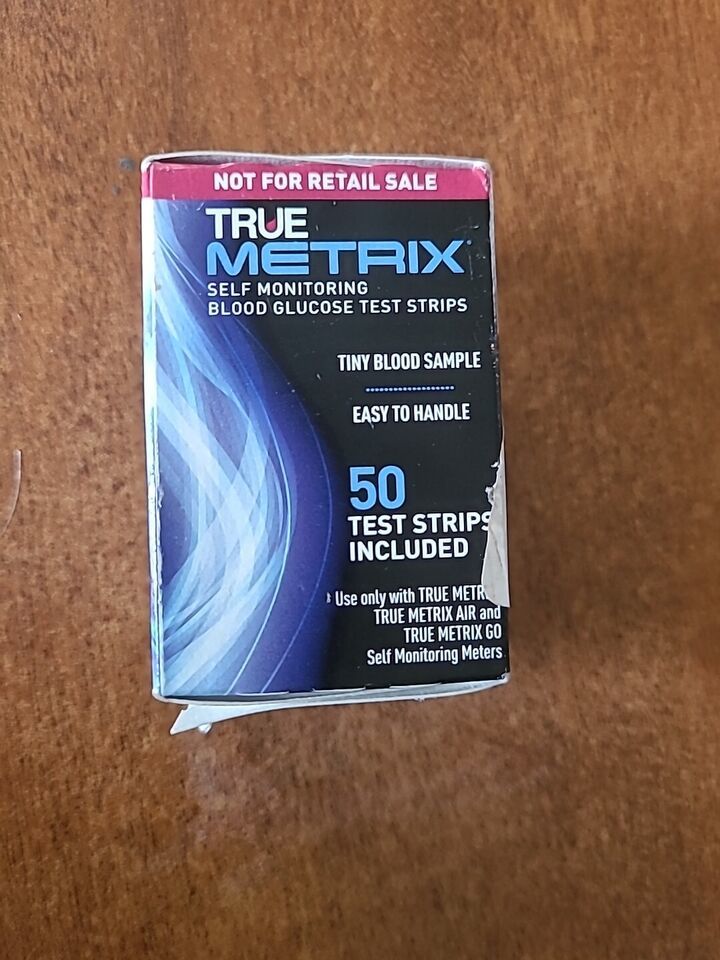 NOT FOR RETAIL SALE
TRUE
METRIX
SELF MONITORING
BLOOD GLUCOSE TEST STRIPS
TINY BLOOD SAMPLE
EASY TO HANDLE
50
TEST STRIPS
INCLUDED
Use only with TRUE
TRUE METRIX AIR and
TRUE METRIX GO
Self Monitoring Meters